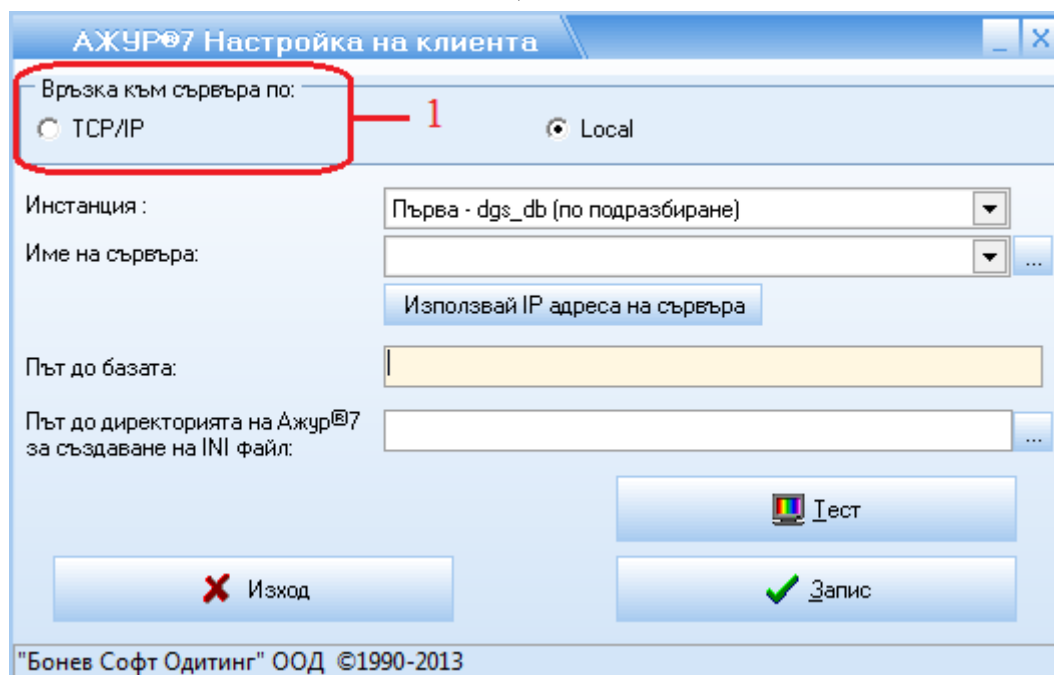 АЖУР®7 Настройка на клиента
Връзка към сървъра по:
TCP/IP
1
Local
Инстанция :
Първа - dgs_db (по подразбиране)
Име на сървъра:
...
Използвай IP адреса на сървъра
Път до базата:
Път до директорията на Ажур®7
за създаване на INI файл:
...
Тест
Изход
Запис
"Бонев Софт Одитинг" ООД ©1990-2013